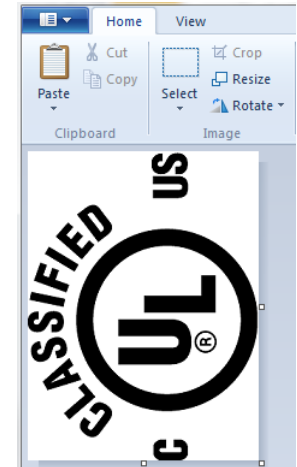 Home View
Cut
Copy
Paste
Clipboard
Crop
Resize
Select
Rotate
Image
CLASSIFIED
C UL® US